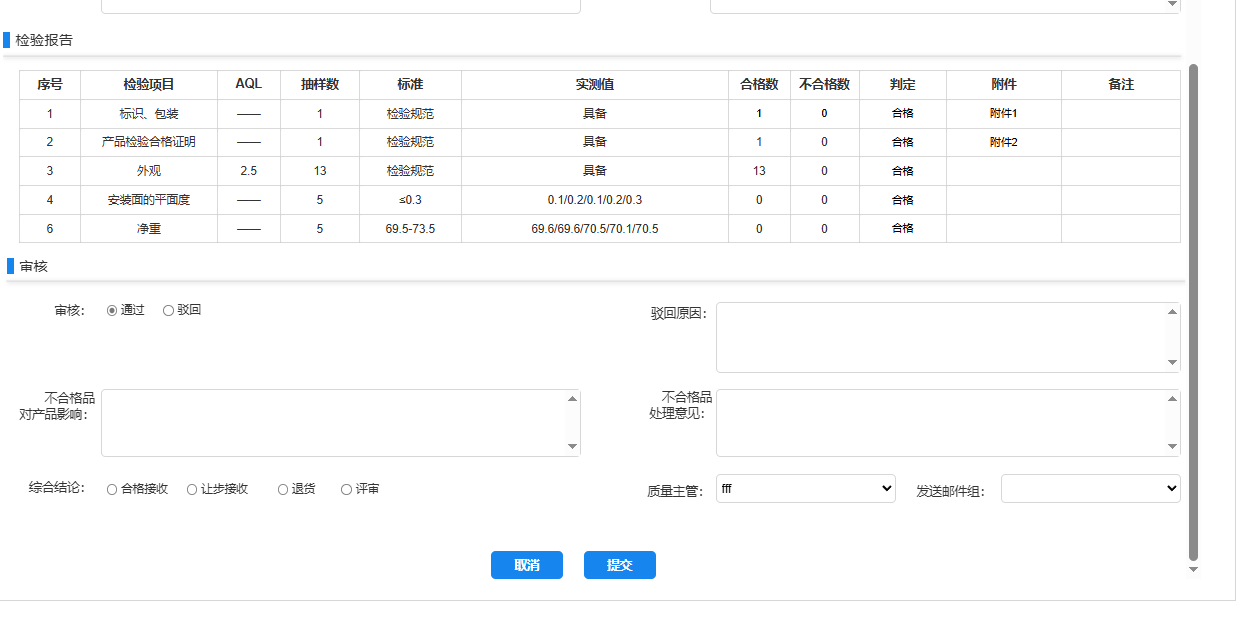 检验报告
序号 检验项目 AQL 抽样数 标准 实测值 合格数 不合格数 判定 附件 备注
1 标识、包装 —— 1 检验规范 具备 1 0 合格 附件1
2 产品检验合格证明 —— 1 检验规范 具备 1 0 合格 附件2
3 外观 2.5 13 检验规范 具备 13 0 合格
4 安装面的平面度 —— 5 ≤0.3 0.1/0.2/0.1/0.2/0.3 0 0 合格
6 净重 —— 5 69.5-73.5 69.6/69.6/70.5/70.1/70.5 0 0 合格
审核
审核： 通过 驳回 驳回原因：
不合格品
对产品影响：
不合格品
处理意见：
综合结论： 合格接收 让步接收 退货 评审 质量主管： fff 发送邮件组：
取消 提交